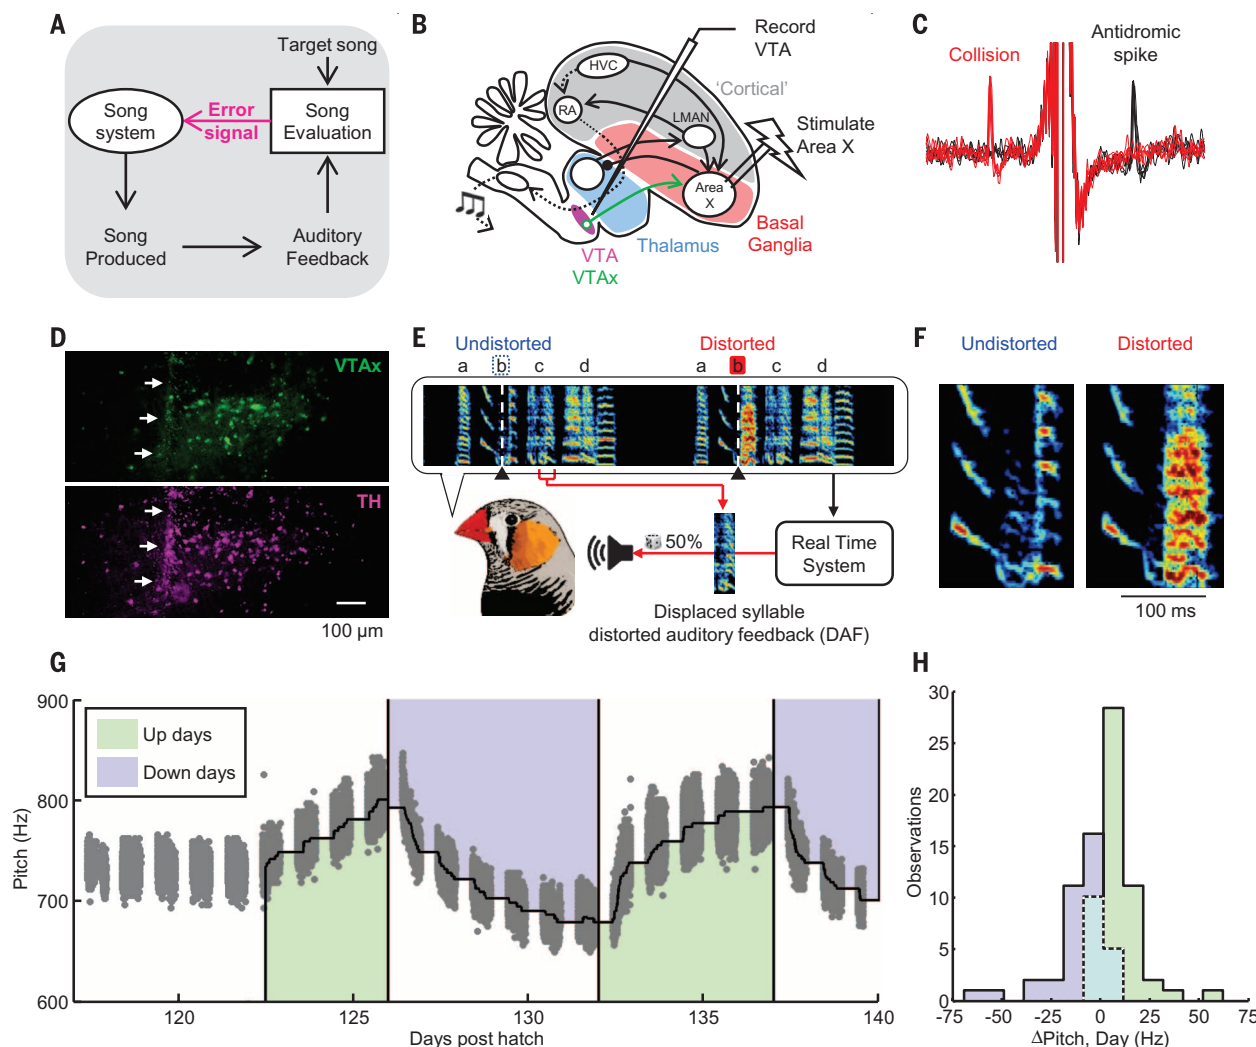 A
Target song
Song
system
Error
signal
Song
Evaluation
Song
Produced
Auditory
Feedback
B
Record
VTA
HVC
'Cortical'
RA
LMAN
Stimulate
Area X
Area
X
Basal
Ganglia
Thalamus
VTA
VTAx
C
Collision
Antidromic
spike
D
VTAx
TH
100 µm
E
Undistorted
Distorted
a b c d
a b c d
50%
Real Time
System
Displaced syllable
distorted auditory feedback (DAF)
F
Undistorted
Distorted
100 ms
G
900
800
700
600
Pitch (Hz)
Up days
Down days
120 125 130 135 140
Days post hatch
H
30
25
20
15
10
5
0
Observations
-75 -50 -25 0 25 50 75
ΔPitch, Day (Hz)